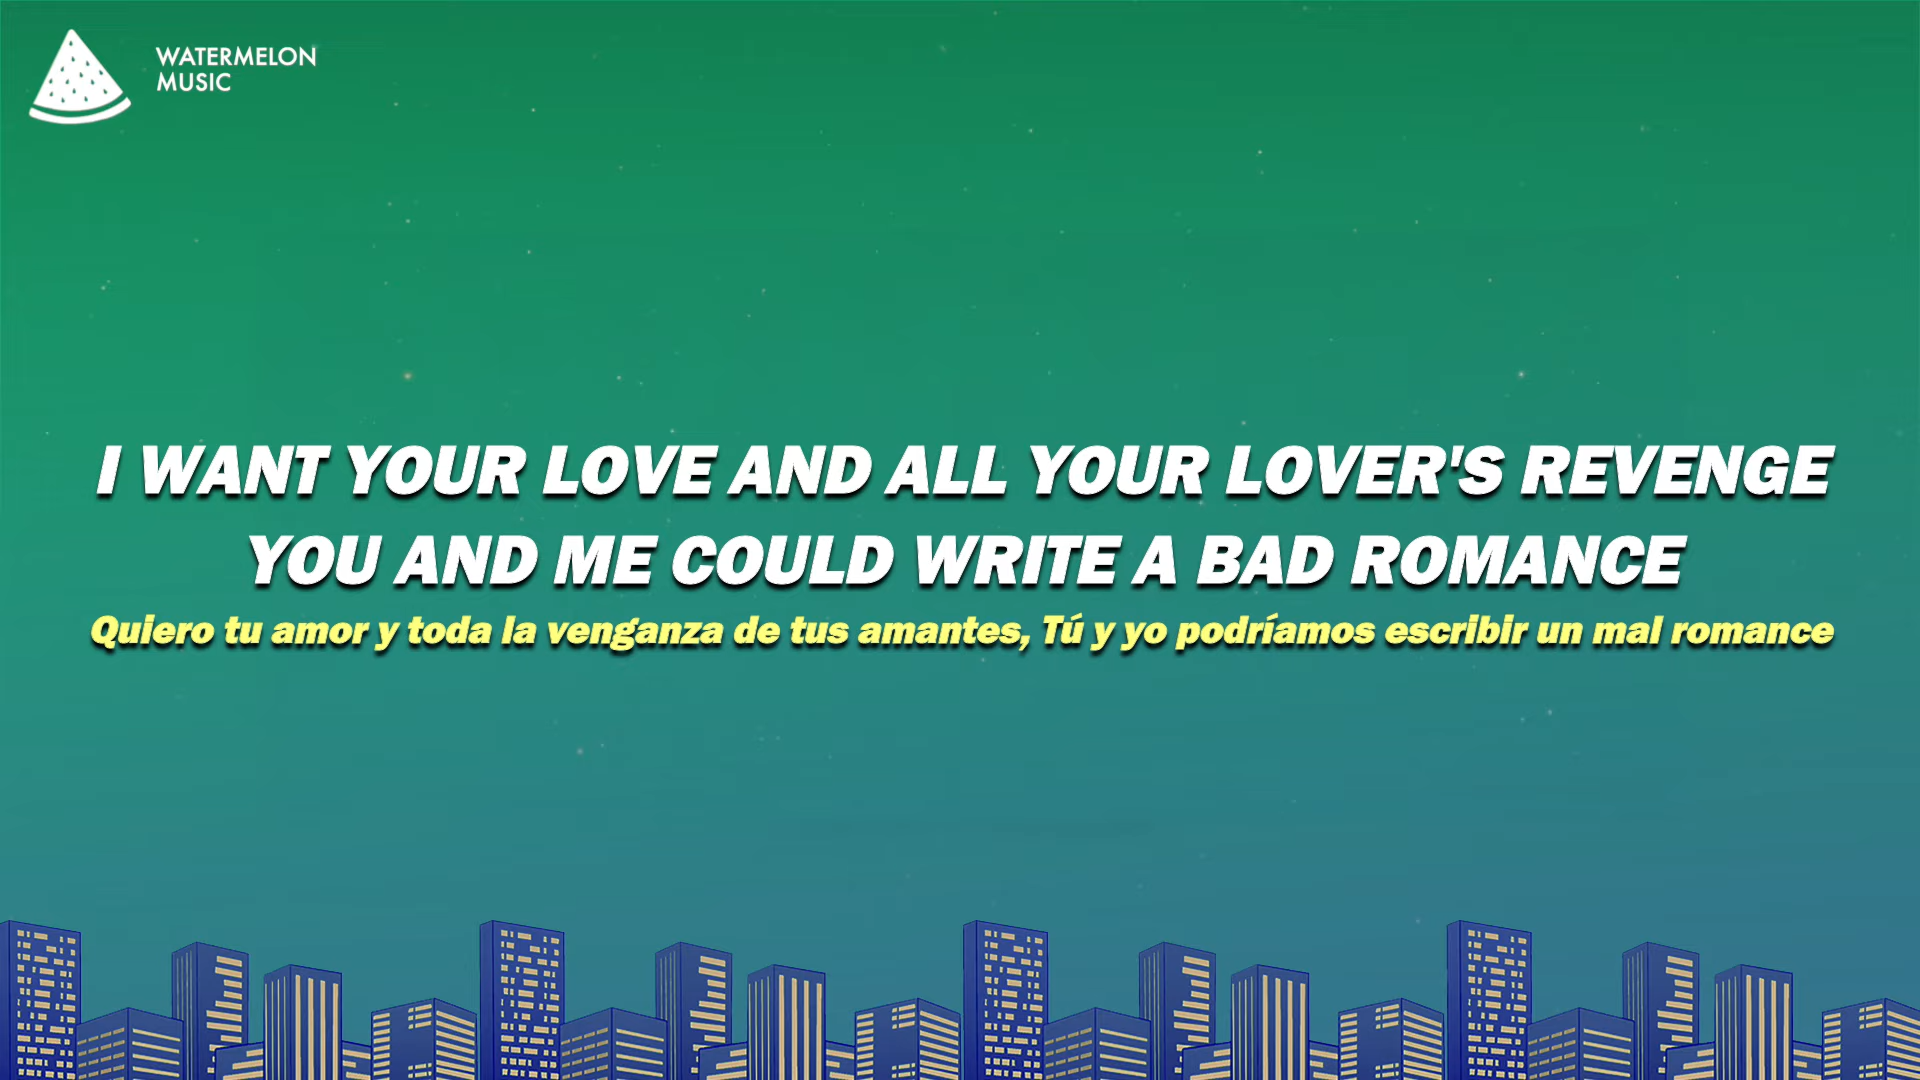 WATERMELON
MUSIC
I WANT YOUR LOVE AND ALL YOUR LOVER'S REVENGE
YOU AND ME COULD WRITE A BAD ROMANCE
Quiero tu amor y toda la venganza de tus amantes, Tú y yo podríamos escribir un mal romance